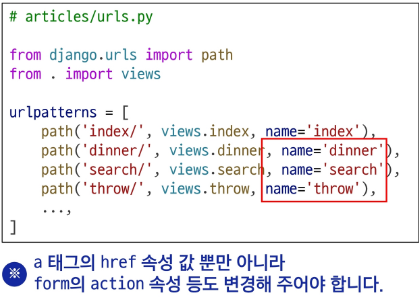 # articles/urls.py
from django.urls import path
from . import views
urlpatterns = [
path('index/', views.index, name='index'),
path('dinner/', views.dinner, name='dinner'),
path('search/', views.search, name='search'),
path('throw/', views.throw, name='throw'),
...,
]
※ a 태그의 href 속성 값 뿐만 아니라
form의 action 속성 등도 변경해 주어야 합니다.